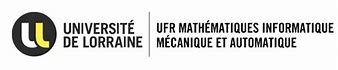 UNIVERSITÉ
DE LORRAINE
UFR MATHÉMATIQUES INFORMATIQUE
MÉCANIQUE ET AUTOMATIQUE